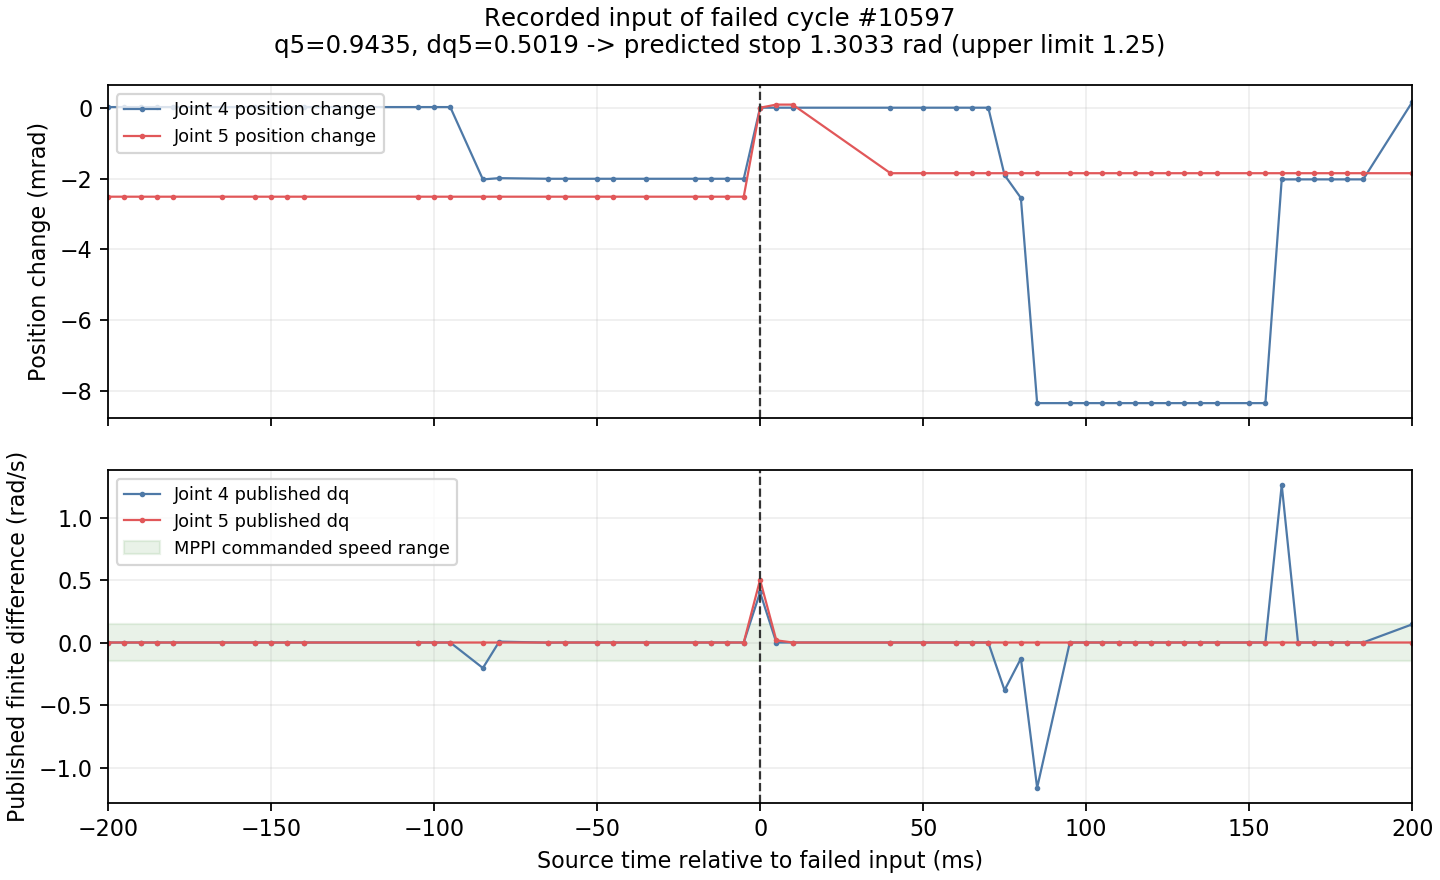 Recorded input of failed cycle #10597
q5=0.9435, dq5=0.5019 -> predicted stop 1.3033 rad (upper limit 1.25)
Position change (mrad)
0
−2
−4
−6
−8
Joint 4 position change
Joint 5 position change
Published finite difference (rad/s)
1.0
0.5
0.0
−0.5
−1.0
Joint 4 published dq
Joint 5 published dq
MPPI commanded speed range
−200
−150
−100
−50
0
50
100
150
200
Source time relative to failed input (ms)